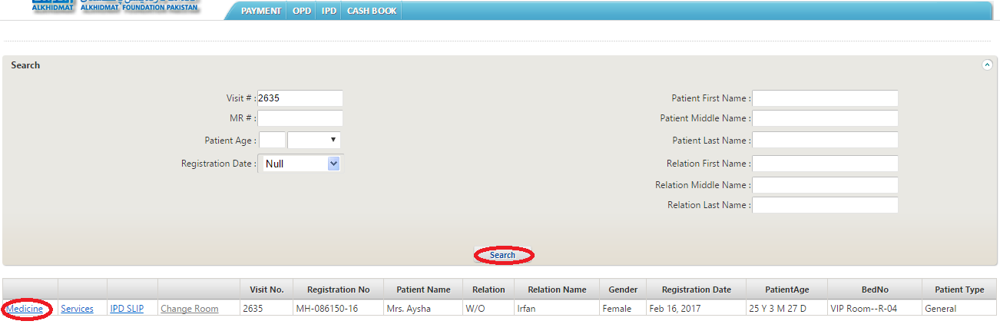 ALKHIDMAT ALKHIDMAT FOUNDATION PAKISTAN
PAYMENT OPD IPD CASH BOOK
Search
Visit # : 2635 Patient First Name :
MR # : Patient Middle Name :
Patient Age : Patient Last Name :
Registration Date : Null Relation First Name :
Relation Middle Name :
Relation Last Name :
Search
Visit No. Registration No Patient Name Relation Relation Name Gender Registration Date PatientAge BedNo Patient Type
Medicine Services IPD SLIP Change Room 2635 MH-086150-16 Mrs. Aysha W/O Irfan Female Feb 16, 2017 25 Y 3 M 27 D VIP Room--R-04 General